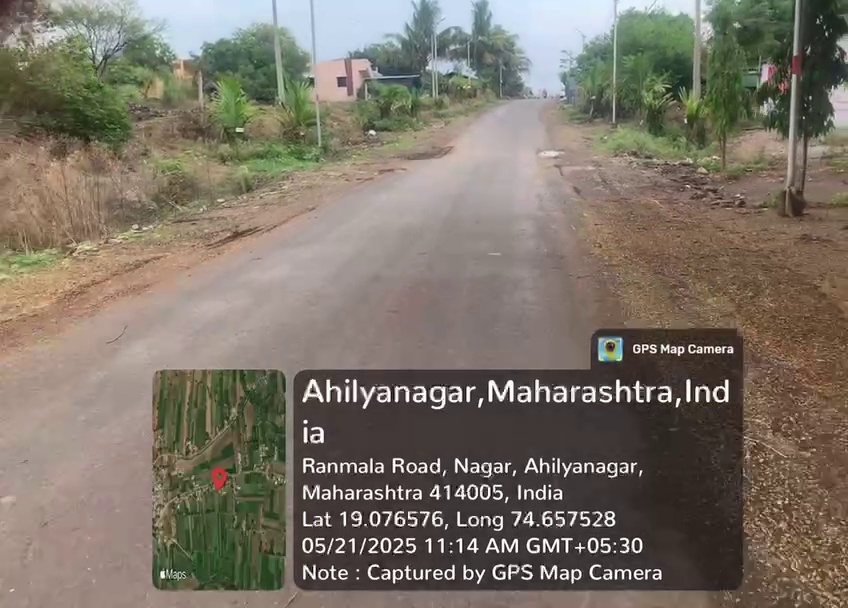 GPS Map Camera
Ahilyanagar,Maharashtra,Ind
ia
Ranmala Road, Nagar, Ahilyanagar,
Maharashtra 414005, India
Lat 19.076576, Long 74.657528
05/21/2025 11:14 AM GMT+05:30
Note : Captured by GPS Map Camera
Maps